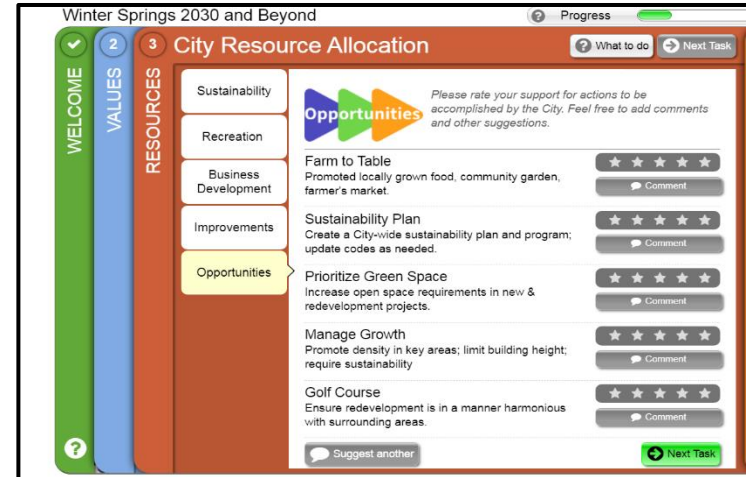 Winter Springs 2030 and Beyond
? Progress
WELCOME
?
2
VALUES
3
RESOURCES
City Resource Allocation
? What to do
Next Task
Sustainability
Recreation
Business
Development
Improvements
Opportunities
Opportunities
Please rate your support for actions to be
accomplished by the City. Feel free to add comments
and other suggestions.
Farm to Table
Promoted locally grown food, community garden,
farmer's market.
Comment
Sustainability Plan
Create a City-wide sustainability plan and program;
update codes as needed.
Comment
Prioritize Green Space
Increase open space requirements in new &
redevelopment projects.
Comment
Manage Growth
Promote density in key areas; limit building height;
require sustainability
Comment
Golf Course
Ensure redevelopment is in a manner harmonious
with surrounding areas.
Comment
Suggest another
Next Task